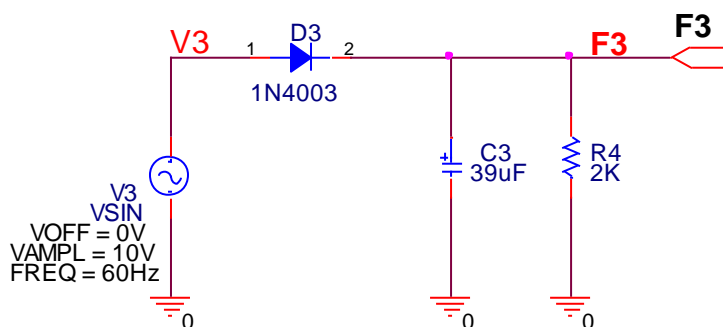 F3
V3
D3
F3
1
2
1N4003
C3
39uF
R4
2K
V3
VSIN
VOFF = 0V
VAMPL = 10V
FREQ = 60Hz
0
0
0